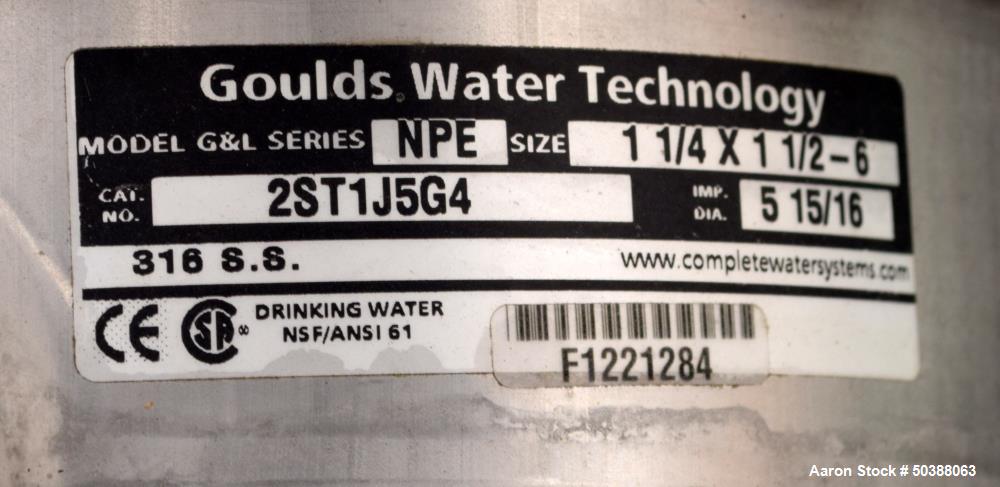 Goulds Water Technology
MODEL G&L SERIES NPE SIZE 1 1/4 X 1 1/2-6
CAT. NO. 2ST1J5G4 IMP. DIA. 5 15/16
316 S.S. www.completewatersystems.com
CE SA® DRINKING WATER
NSF/ANSI 61
F1221284
Aaron Stock # 50388063